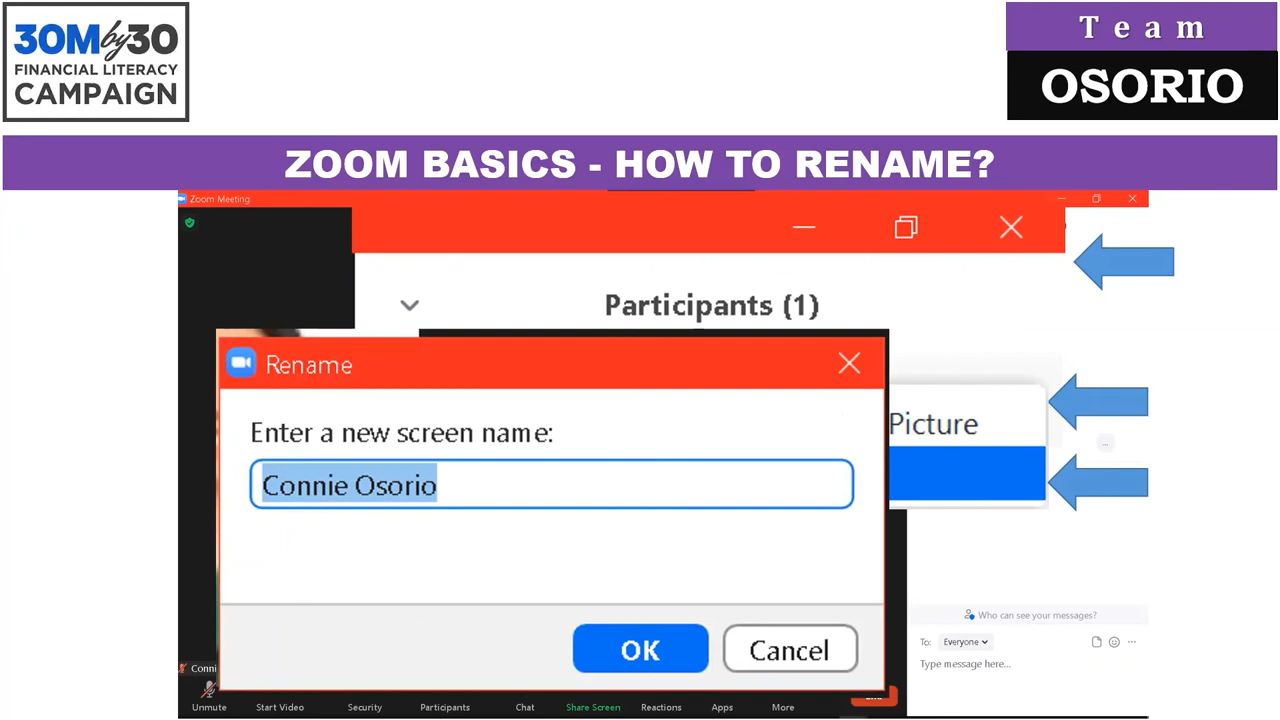 30M by 30
FINANCIAL LITERACY
CAMPAIGN
Team
OSORIO
ZOOM BASICS - HOW TO RENAME?
Zoom Meeting
Participants (1)
Rename
Enter a new screen name:
Connie Osorio
Picture
OK
Cancel
Who can see your messages?
To: Everyone
Type message here...
Conni
Unmute
Start Video
Security
Participants
Chat
Share Screen
Reactions
Apps
More